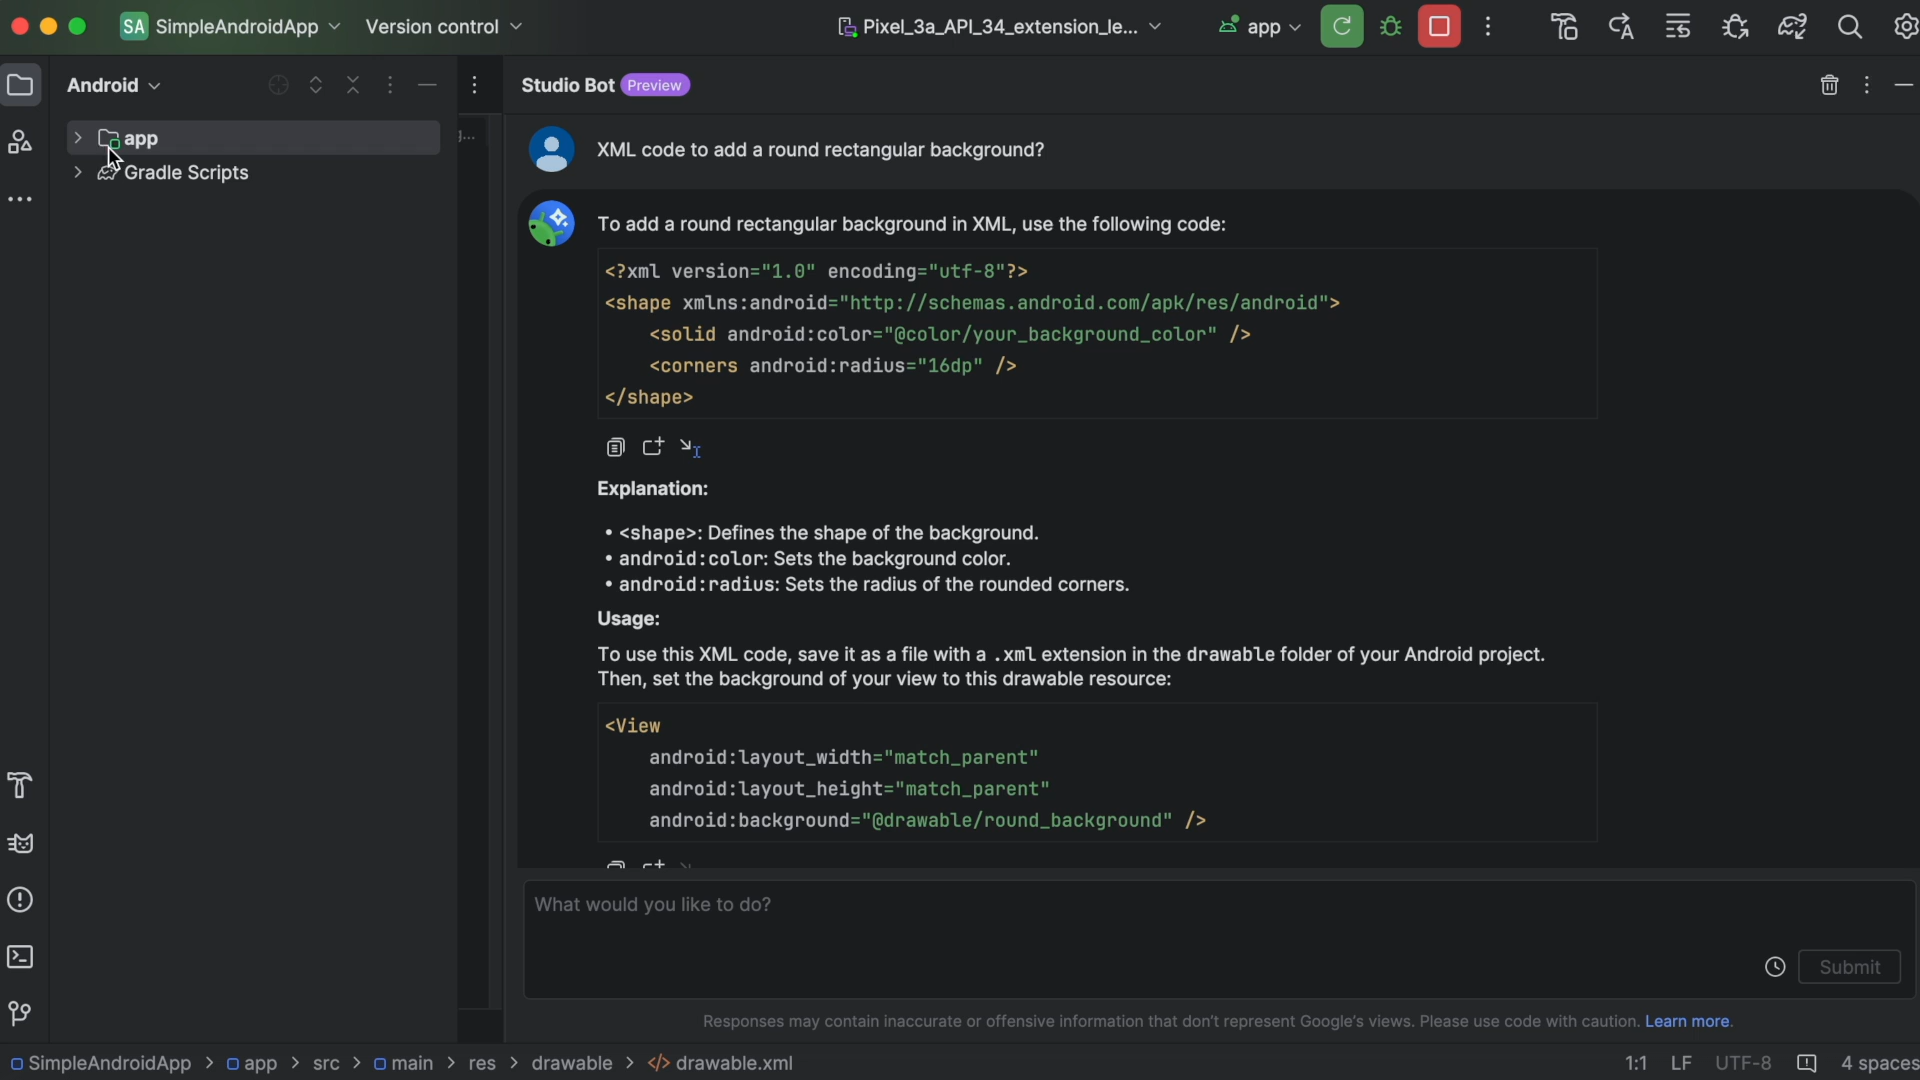 SA SimpleAndroidApp Version control Pixel_3a_API_34_extension_le... app
Android
app
Gradle Scripts
Studio Bot Preview
XML code to add a round rectangular background?
To add a round rectangular background in XML, use the following code:
<?xml version="1.0" encoding="utf-8"?>
<shape xmlns:android="http://schemas.android.com/apk/res/android">
    <solid android:color="@color/your_background_color" />
    <corners android:radius="16dp" />
</shape>
Explanation:
• <shape>: Defines the shape of the background.
• android:color: Sets the background color.
• android:radius: Sets the radius of the rounded corners.
Usage:
To use this XML code, save it as a file with a .xml extension in the drawable folder of your Android project.
Then, set the background of your view to this drawable resource:
<View
    android:layout_width="match_parent"
    android:layout_height="match_parent"
    android:background="@drawable/round_background" />
What would you like to do?
Submit
Responses may contain inaccurate or offensive information that don't represent Google's views. Please use code with caution. Learn more.
SimpleAndroidApp > app > src > main > res > drawable > </> drawable.xml 1:1 LF UTF-8 4 spaces